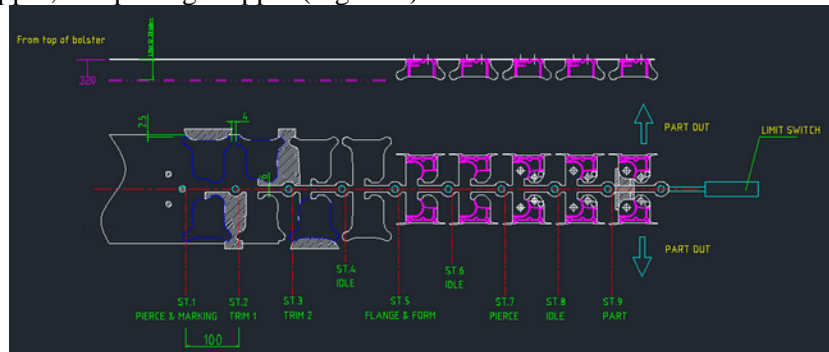 From top of bolster
320
4
2.5
6
PART OUT
LIMIT SWITCH
PART OUT
ST.4
IDLE
ST.6
IDLE
ST.1
PIERCE & MARKING
ST.2
TRIM 1
ST.3
TRIM 2
ST.5
FLANGE & FORM
ST.7
PIERCE
ST.8
IDLE
ST.9
PART
100